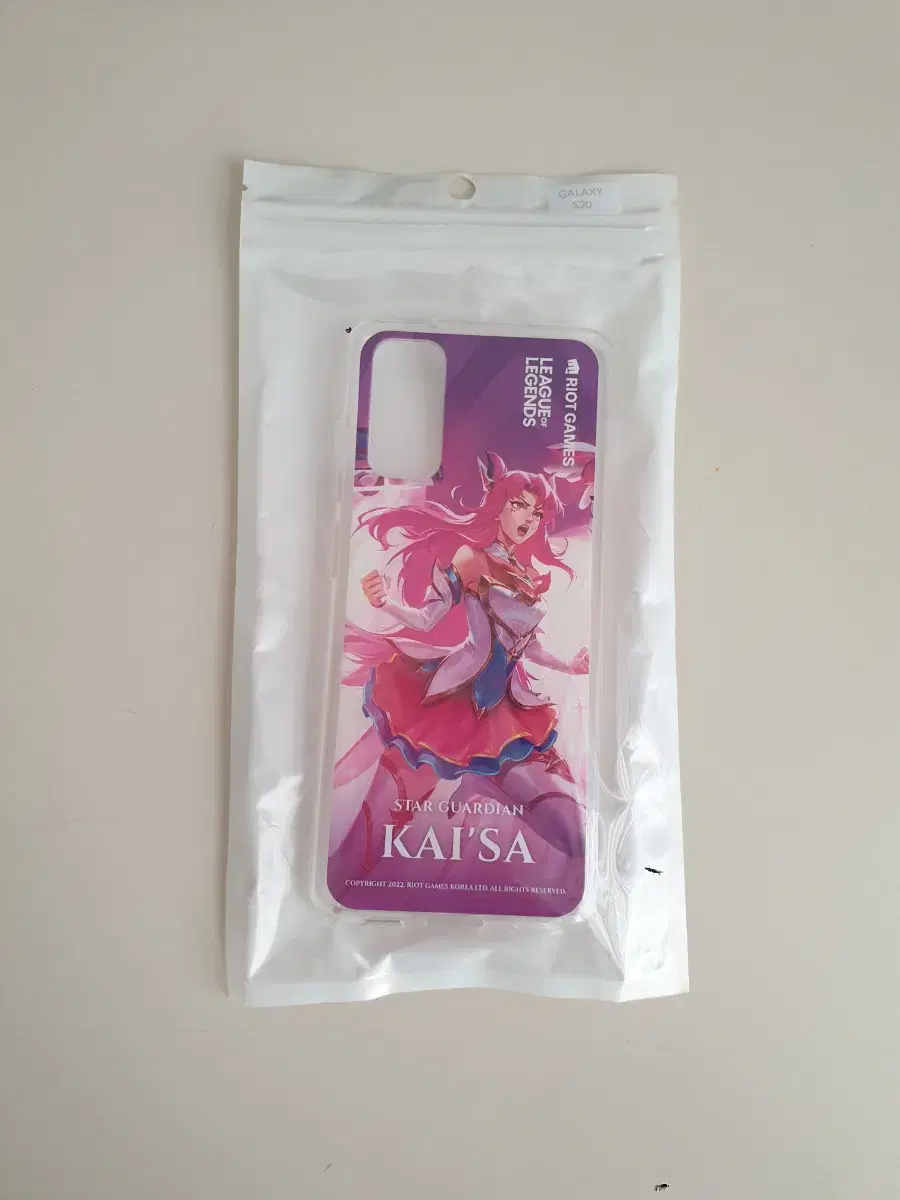 GALAXY
S20
RIOT GAMES
LEAGUE OF
LEGENDS
STAR GUARDIAN
KAI'SA
COPYRIGHT 2022. RIOT GAMES KOREA LTD. ALL RIGHTS RESERVED.